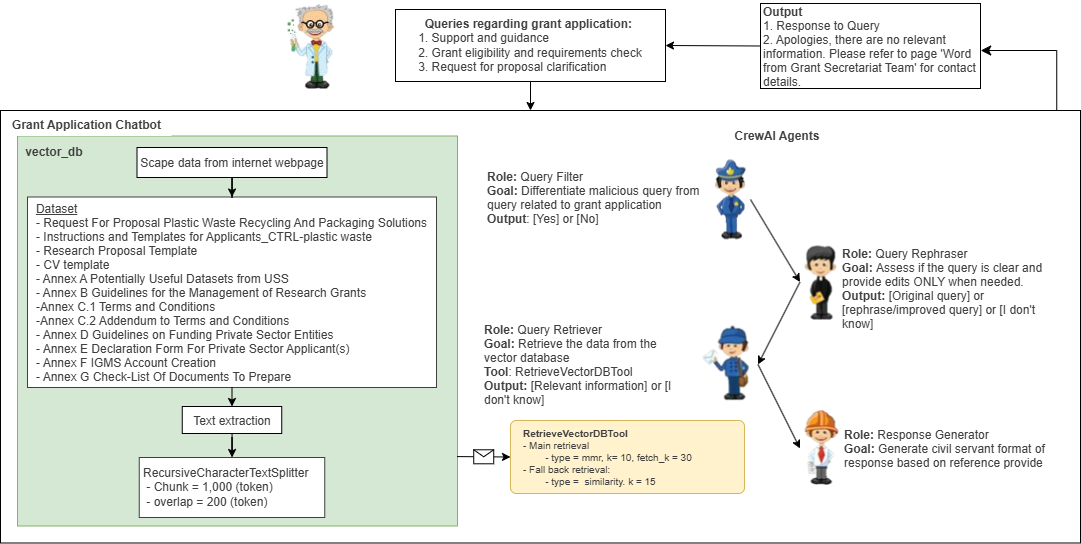 Queries regarding grant application:
1. Support and guidance
2. Grant eligibility and requirements check
3. Request for proposal clarification
Output
1. Response to Query
2. Apologies, there are no relevant
information. Please refer to page 'Word
from Grant Secretariat Team' for contact
details.
Grant Application Chatbot
vector_db
Scape data from internet webpage
Dataset
- Request For Proposal Plastic Waste Recycling And Packaging Solutions
- Instructions and Templates for Applicants_CTRL-plastic waste
- Research Proposal Template
- CV template
- Annex A Potentially Useful Datasets from USS
- Annex B Guidelines for the Management of Research Grants
-Annex C.1 Terms and Conditions
-Annex C.2 Addendum to Terms and Conditions
- Annex D Guidelines on Funding Private Sector Entities
- Annex E Declaration Form For Private Sector Applicant(s)
- Annex F IGMS Account Creation
- Annex G Check-List Of Documents To Prepare
Text extraction
RecursiveCharacterTextSplitter
- Chunk = 1,000 (token)
- overlap = 200 (token)
CrewAI Agents
Role: Query Filter
Goal: Differentiate malicious query from
query related to grant application
Output: [Yes] or [No]
Role: Query Rephraser
Goal: Assess if the query is clear and
provide edits ONLY when needed.
Output: [Original query] or
[rephrase/improved query] or [I don't
know]
Role: Query Retriever
Goal: Retrieve the data from the
vector database
Tool: RetrieveVectorDBTool
Output: [Relevant information] or [I
don't know]
Role: Response Generator
Goal: Generate civil servant format of
response based on reference provide
RetrieveVectorDBTool
- Main retrieval
- type = mmr, k= 10, fetch_k = 30
- Fall back retrieval:
- type = similarity. k = 15